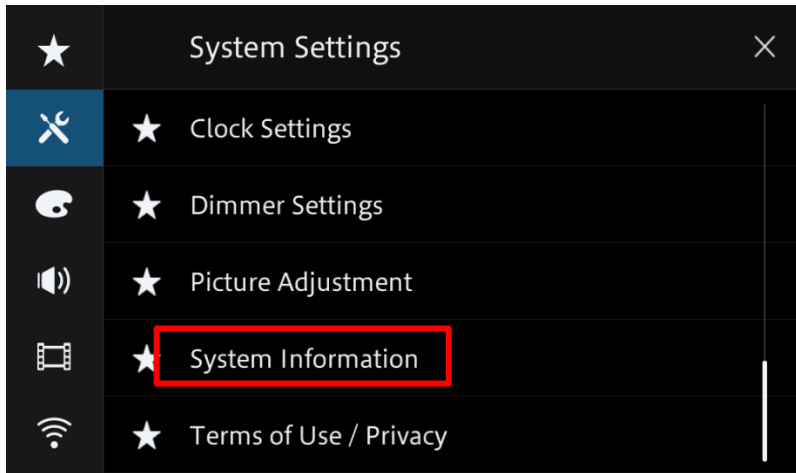 System Settings
Clock Settings
Dimmer Settings
Picture Adjustment
System Information
Terms of Use / Privacy